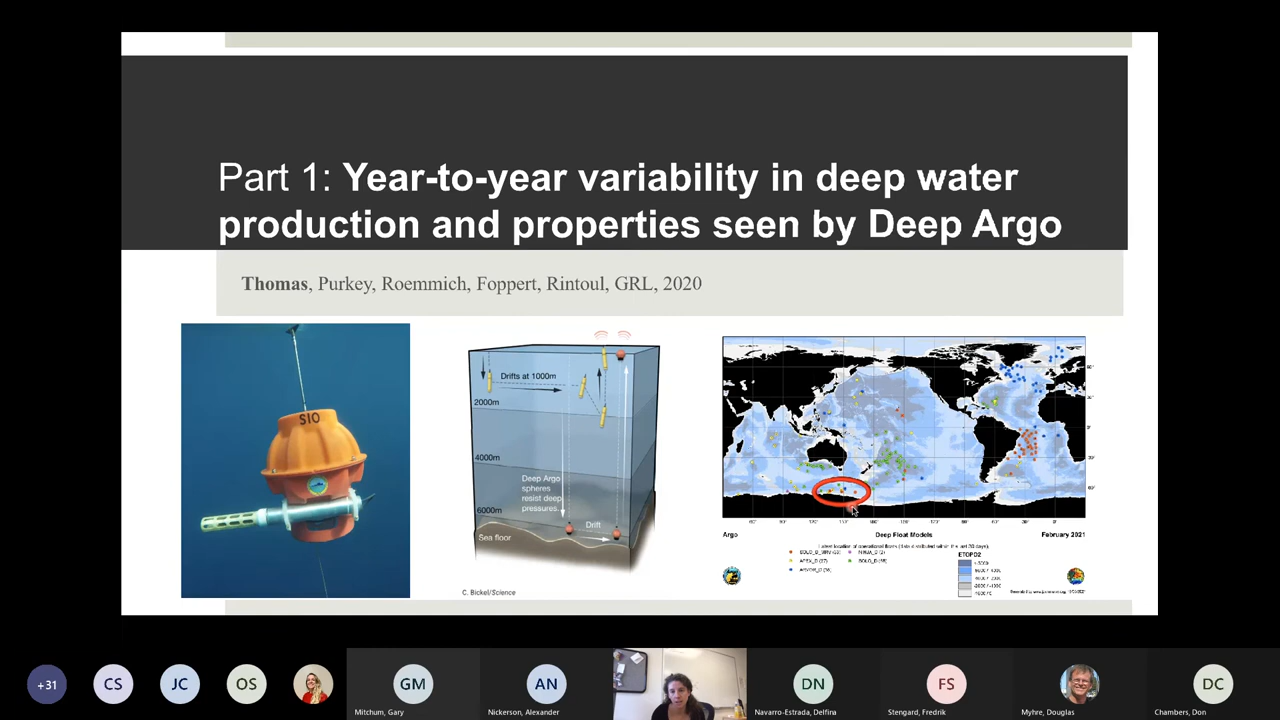 Part 1: Year-to-year variability in deep water
production and properties seen by Deep Argo
Thomas, Purkey, Roemmich, Foppert, Rintoul, GRL, 2020
SIO
Drifts at 1000m
2000m
4000m
Deep Argo
spheres
resist deep
pressures.
6000m
Drift
Sea floor
C. Bickel/Science
Argo
Deep Float Models
February 2021
ETOPO2
+31
CS
JC
OS
GM
AN
DN
FS
DC
Mitchum, Gary
Nickerson, Alexander
Navarro-Estrada, Delfina
Stengard, Fredrik
Myhre, Douglas
Chambers, Don